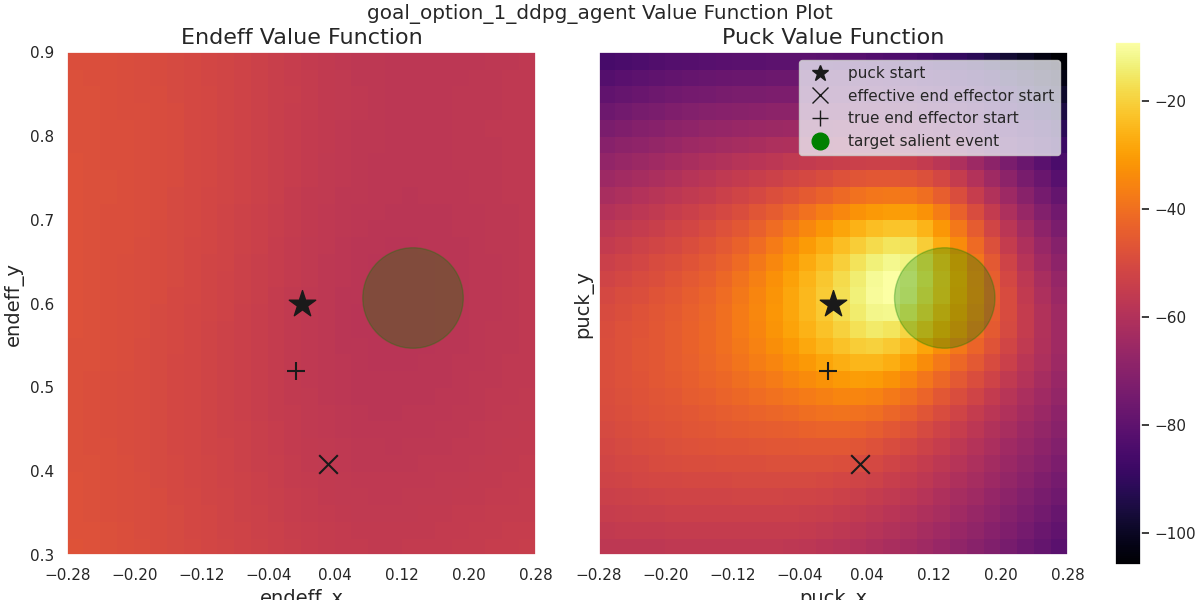 goal_option_1_ddpg_agent Value Function Plot
Endeff Value Function
Puck Value Function
endeff_y
0.9
0.8
0.7
0.6
0.5
0.4
0.3
−0.28 −0.20 −0.12 −0.04 0.04 0.12 0.20 0.28
endeff_x
puck_y
puck start
effective end effector start
true end effector start
target salient event
−0.28 −0.20 −0.12 −0.04 0.04 0.12 0.20 0.28
puck_x
−20
−40
−60
−80
−100